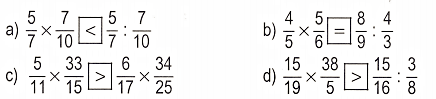 a) 5/7 × 7/10 < 5/7 : 7/10 b) 4/5 × 5/6 = 8/9 : 4/3
c) 5/11 × 33/15 > 6/17 × 34/25 d) 15/19 × 38/5 > 15/16 : 3/8